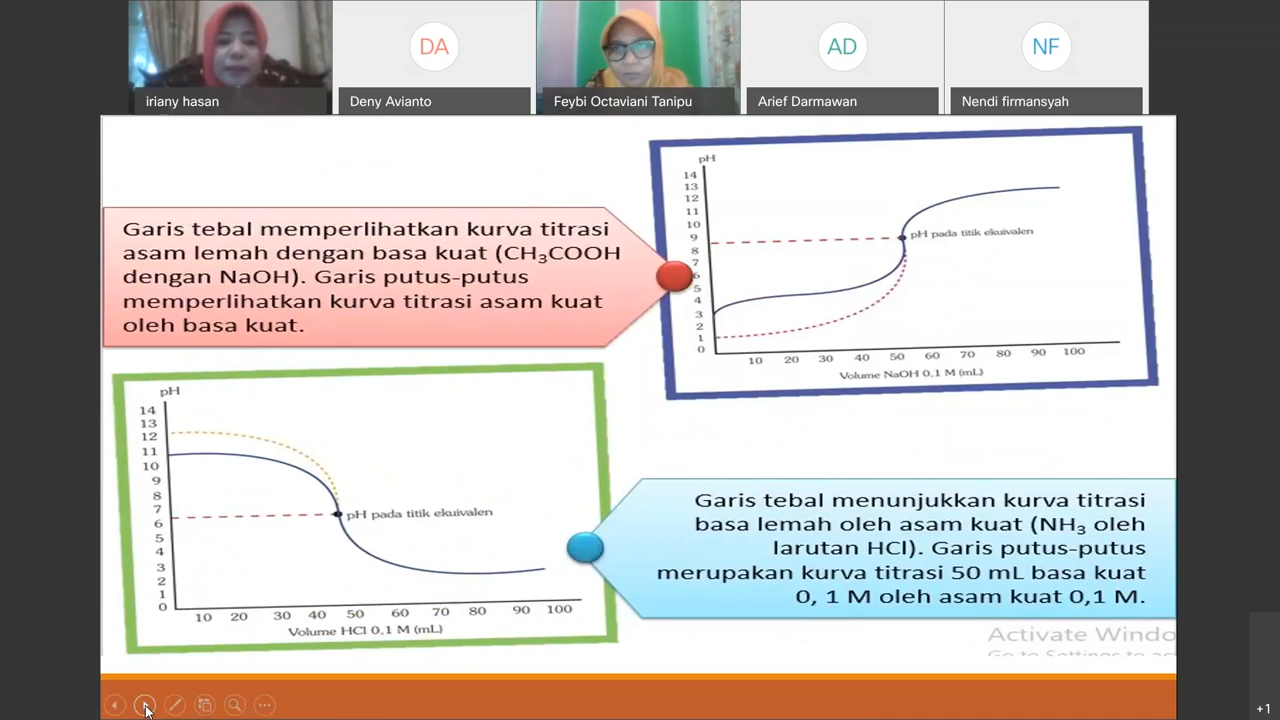 DA
AD
NF
iriany hasan
Deny Avianto
Feybi Octaviani Tanipu
Arief Darmawan
Nendi firmansyah
Garis tebal memperlihatkan kurva titrasi
asam lemah dengan basa kuat (CH₃COOH
dengan NaOH). Garis putus-putus
memperlihatkan kurva titrasi asam kuat
oleh basa kuat.
pH
14
13
12
11
10
9
8
7
6
5
4
3
2
1
0
pH pada titik ekuivalen
10 20 30 40 50 60 70 80 90 100
Volume NaOH 0,1 M (mL)
pH
14
13
12
11
10
9
8
7
6
5
4
3
2
1
0
pH pada titik ekuivalen
10 20 30 40 50 60 70 80 90 100
Volume HCl 0,1 M (mL)
Garis tebal menunjukkan kurva titrasi
basa lemah oleh asam kuat (NH₃ oleh
larutan HCl). Garis putus-putus
merupakan kurva titrasi 50 mL basa kuat
0, 1 M oleh asam kuat 0,1 M.
Activate Windo
Go to Settings to ac
+1